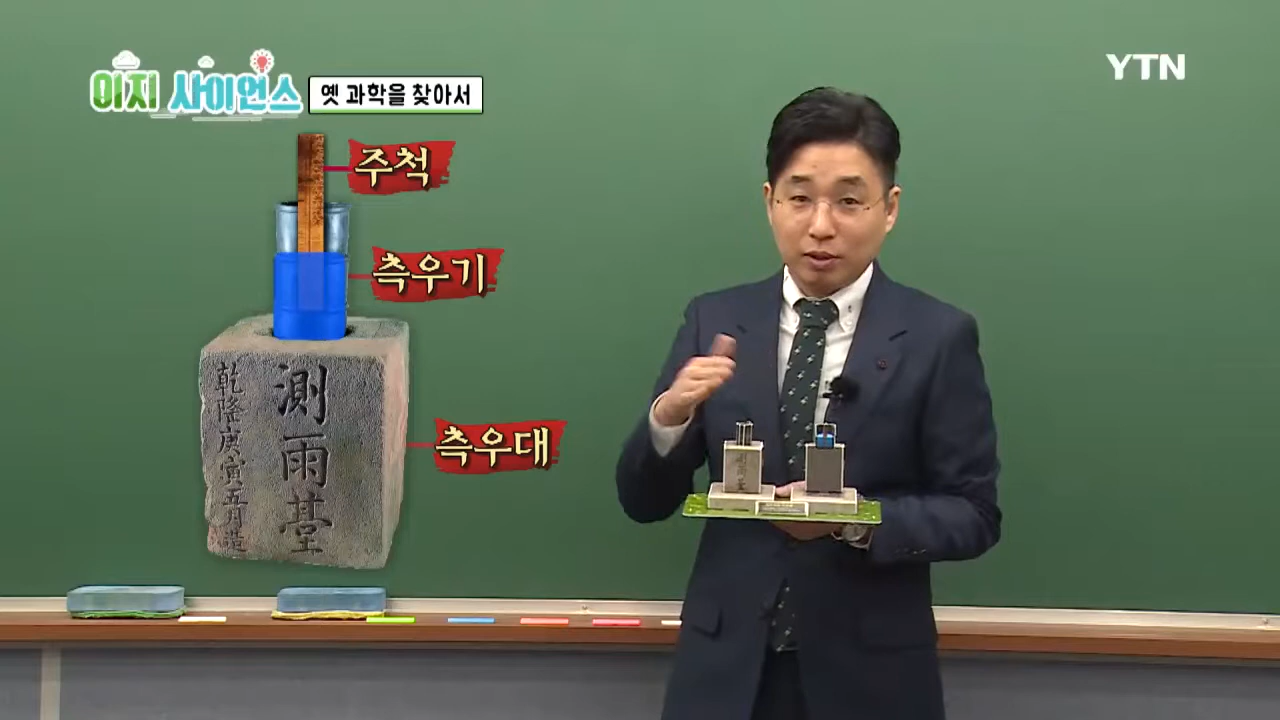 이지 사이언스
옛 과학을 찾아서
YTN
주척
측우기
측우대
測雨臺
乾隆庚寅五月造